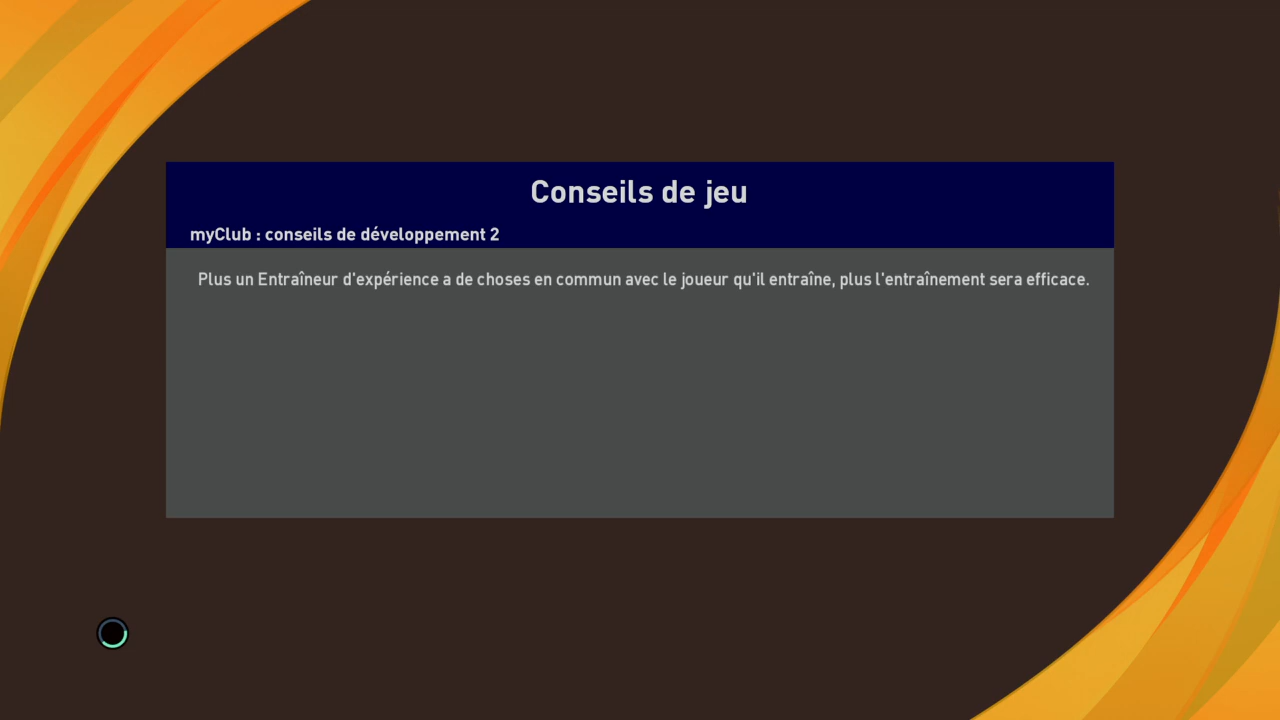 Conseils de jeu
myClub : conseils de développement 2
Plus un Entraîneur d'expérience a de choses en commun avec le joueur qu'il entraîne, plus l'entraînement sera efficace.